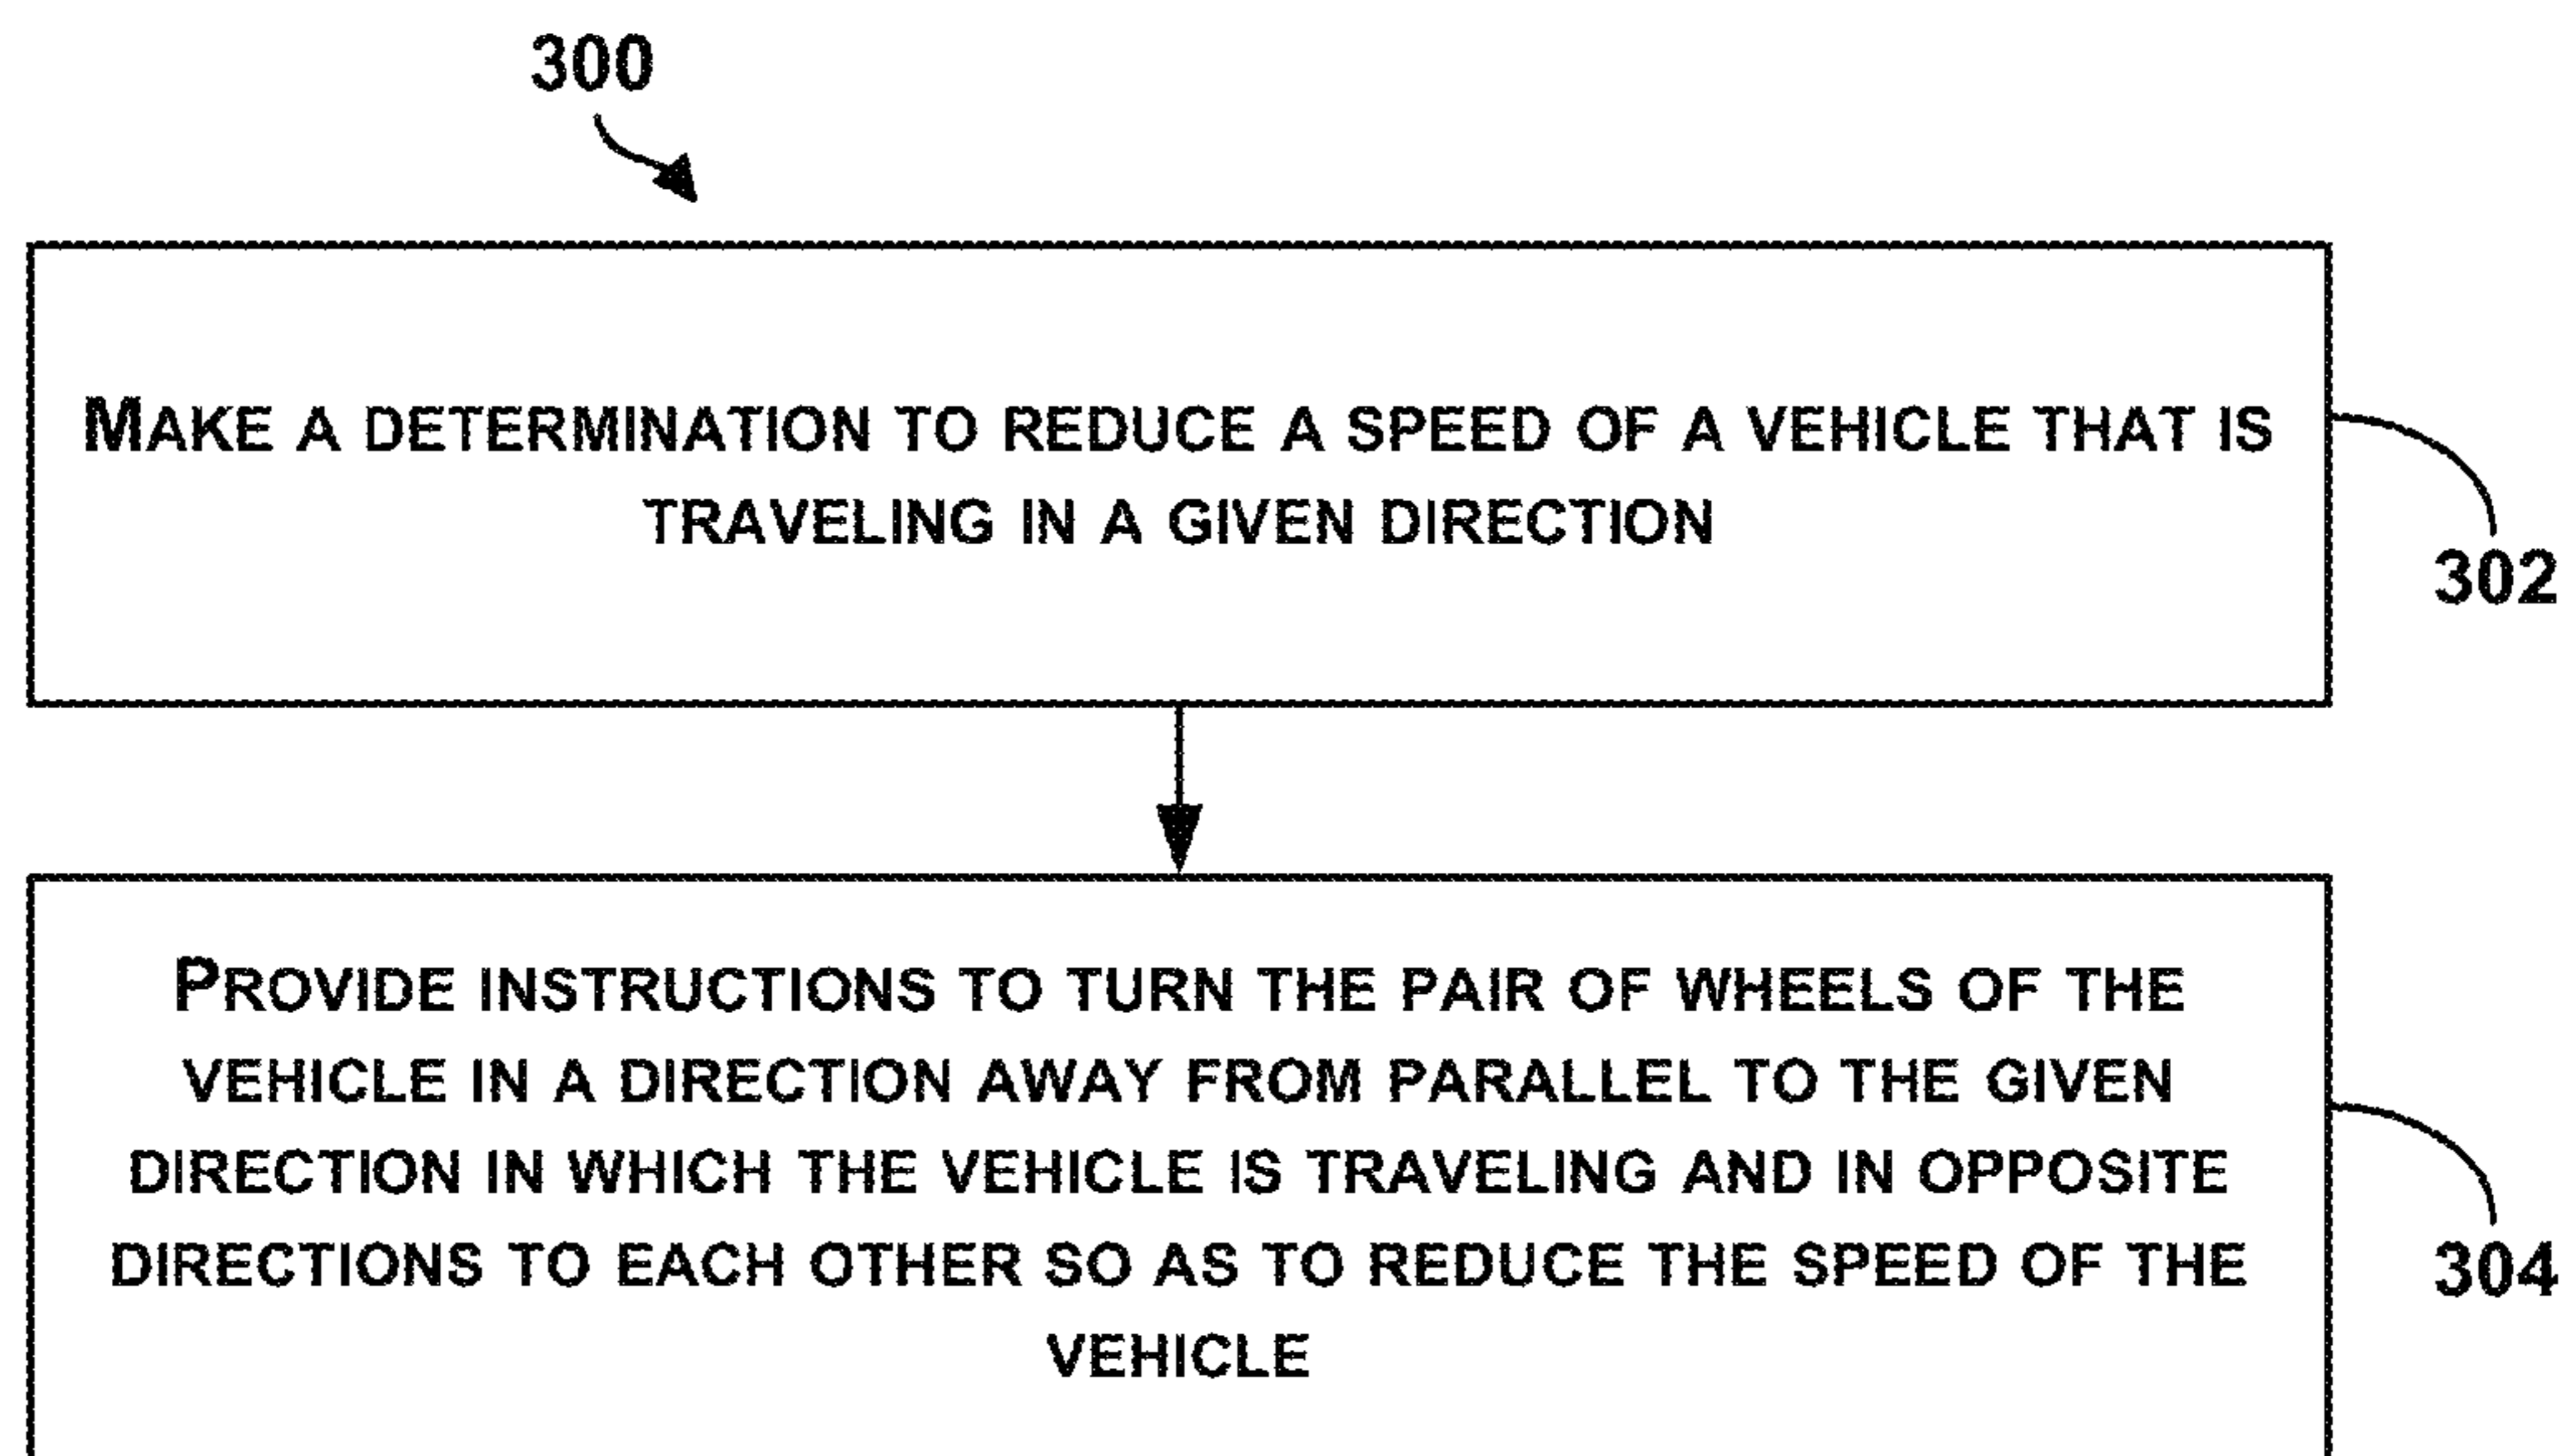 300
MAKE A DETERMINATION TO REDUCE A SPEED OF A VEHICLE THAT IS
TRAVELING IN A GIVEN DIRECTION
302
PROVIDE INSTRUCTIONS TO TURN THE PAIR OF WHEELS OF THE
VEHICLE IN A DIRECTION AWAY FROM PARALLEL TO THE GIVEN
DIRECTION IN WHICH THE VEHICLE IS TRAVELING AND IN OPPOSITE
DIRECTIONS TO EACH OTHER SO AS TO REDUCE THE SPEED OF THE
VEHICLE
304